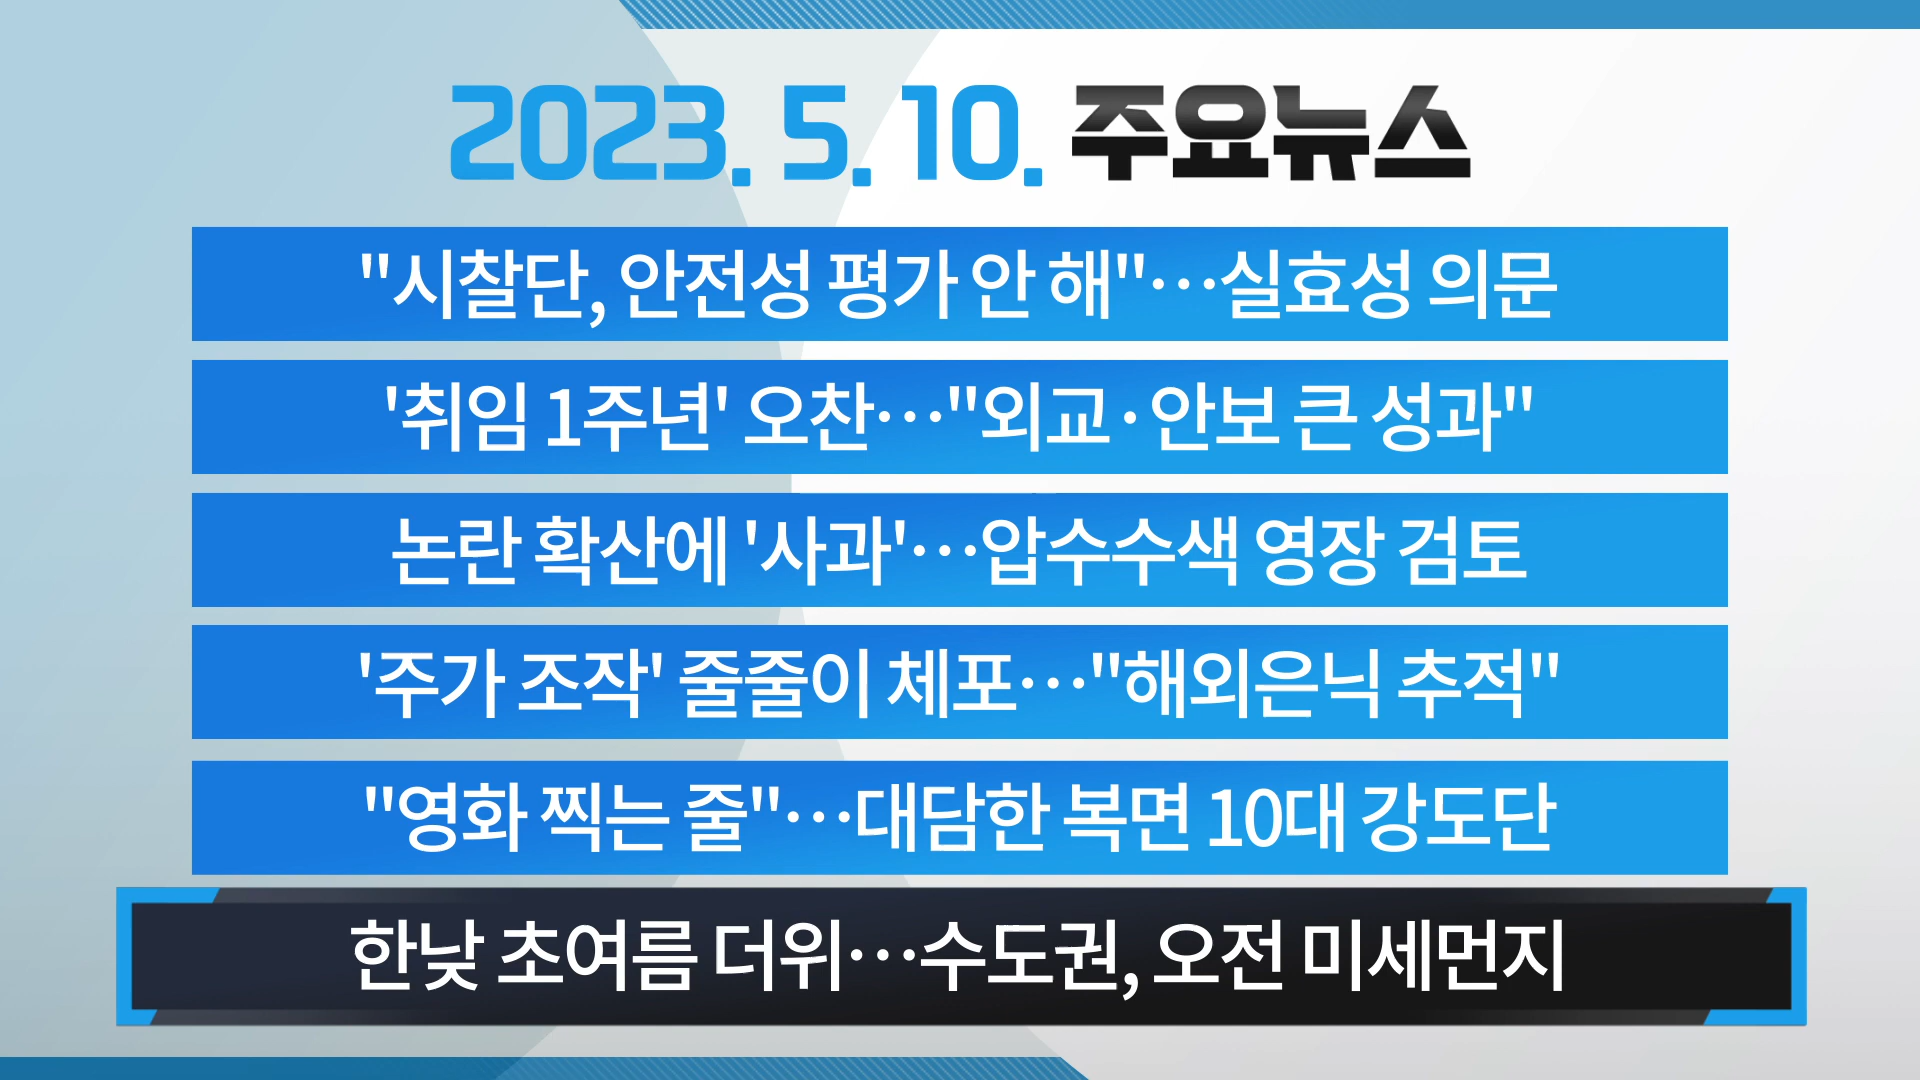 2023. 5. 10. 주요뉴스
"시찰단, 안전성 평가 안 해"…실효성 의문
'취임 1주년' 오찬…"외교·안보 큰 성과"
논란 확산에 '사과'…압수수색 영장 검토
'주가 조작' 줄줄이 체포…"해외은닉 추적"
"영화 찍는 줄"…대담한 복면 10대 강도단
한낮 초여름 더위…수도권, 오전 미세먼지